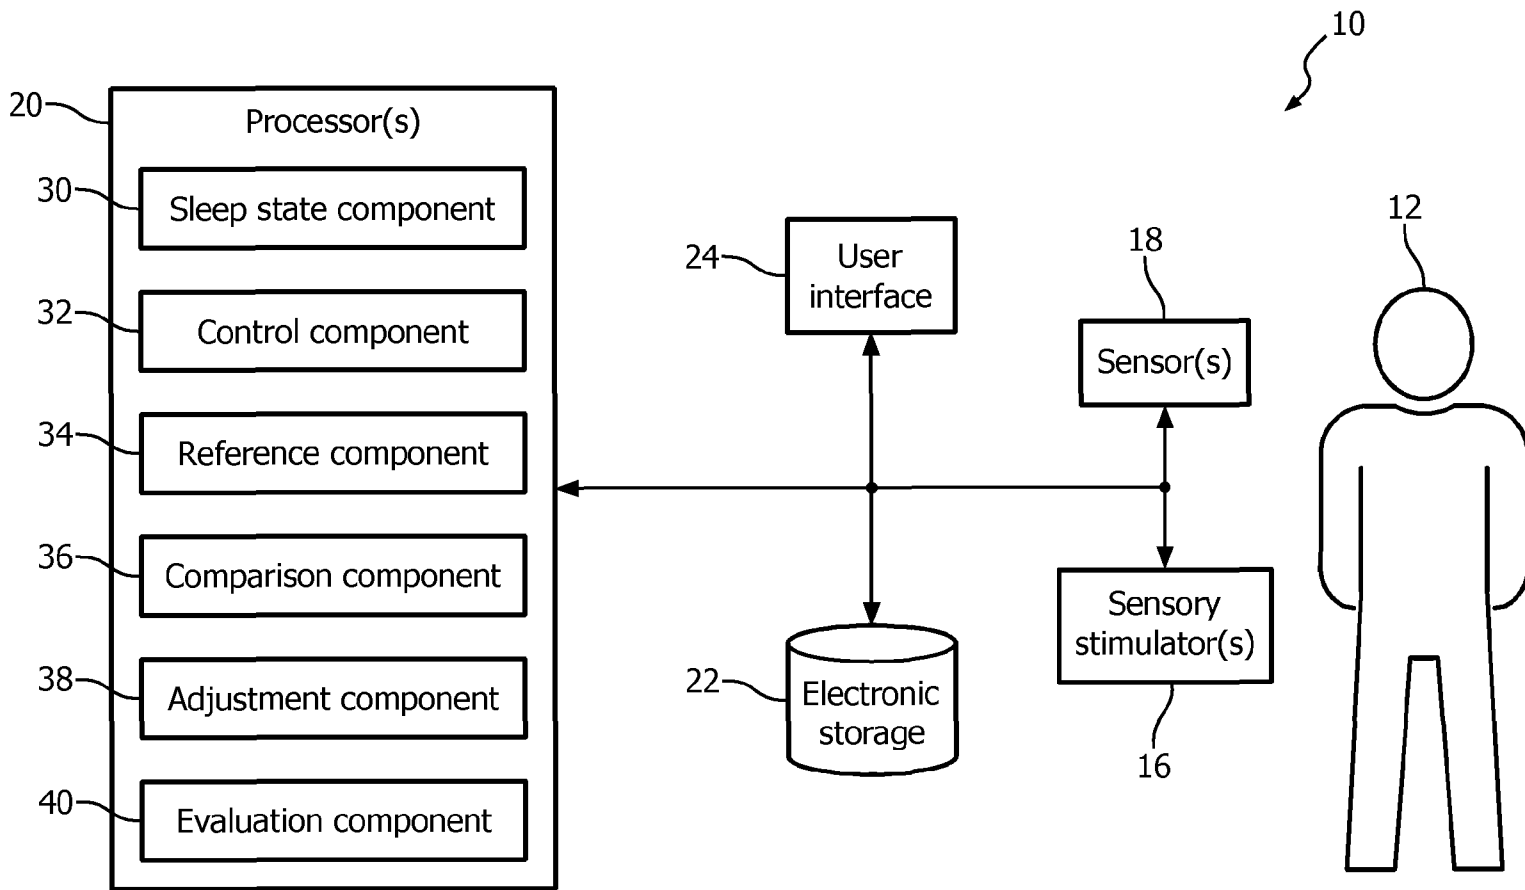 10
20
Processor(s)
30
Sleep state component
32
Control component
34
Reference component
36
Comparison component
38
Adjustment component
40
Evaluation component
24
User
interface
22
Electronic
storage
18
Sensor(s)
Sensory
stimulator(s)
16
12